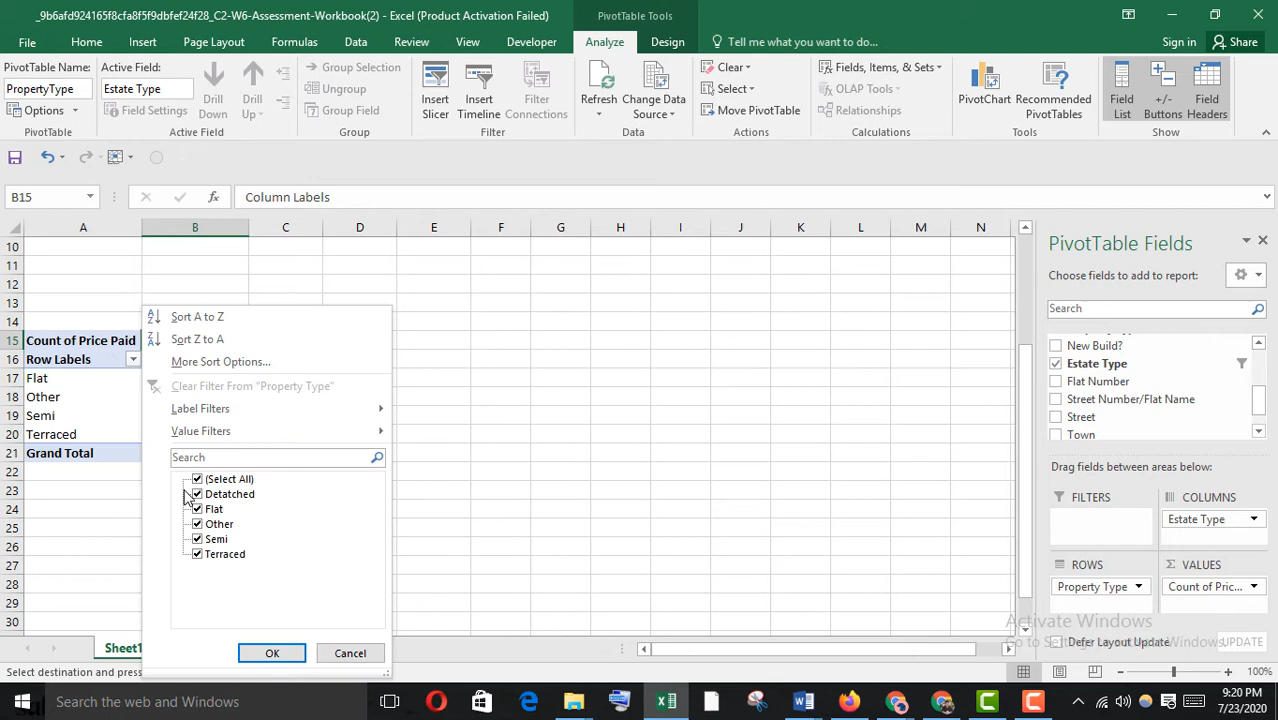 _9b6afd924165f8cfa8f5f9dbfef24f28_C2-W6-Assessment-Workbook(2) - Excel (Product Activation Failed)
PivotTable Tools
File Home Insert Page Layout Formulas Data Review View Developer Analyze Design Tell me what you want to do... Sign in Share
PivotTable Name:
PropertyType
Options
PivotTable
Active Field:
Estate Type
Field Settings
Drill Down
Drill Up
Active Field
Group Selection
Ungroup
Group Field
Group
Insert Slicer
Insert Timeline
Filter Connections
Filter
Refresh
Change Data Source
Data
Clear
Select
Move PivotTable
Actions
Fields, Items, & Sets
OLAP Tools
Relationships
Calculations
PivotChart
Recommended PivotTables
Tools
Field List
+/- Buttons
Field Headers
Show
B15
fx
Column Labels
A B C D E F G H I J K L M N
10
11
12
13
14
15 Count of Price Paid
16 Row Labels
17 Flat
18 Other
19 Semi
20 Terraced
21 Grand Total
22
23
24
25
26
27
28
29
30
Sort A to Z
Sort Z to A
More Sort Options...
Clear Filter From "Property Type"
Label Filters
Value Filters
Search
(Select All)
Detatched
Flat
Other
Semi
Terraced
OK Cancel
PivotTable Fields
Choose fields to add to report:
Search
New Build?
Estate Type
Flat Number
Street Number/Flat Name
Street
Town
Drag fields between areas below:
FILTERS
COLUMNS
Estate Type
ROWS
Property Type
VALUES
Count of Pric...
Defer Layout Update
UPDATE
Activate Windows
Go to Settings to activate Windows.
Sheet1
Select destination and press
100%
Search the web and Windows
9:20 PM
7/23/2020